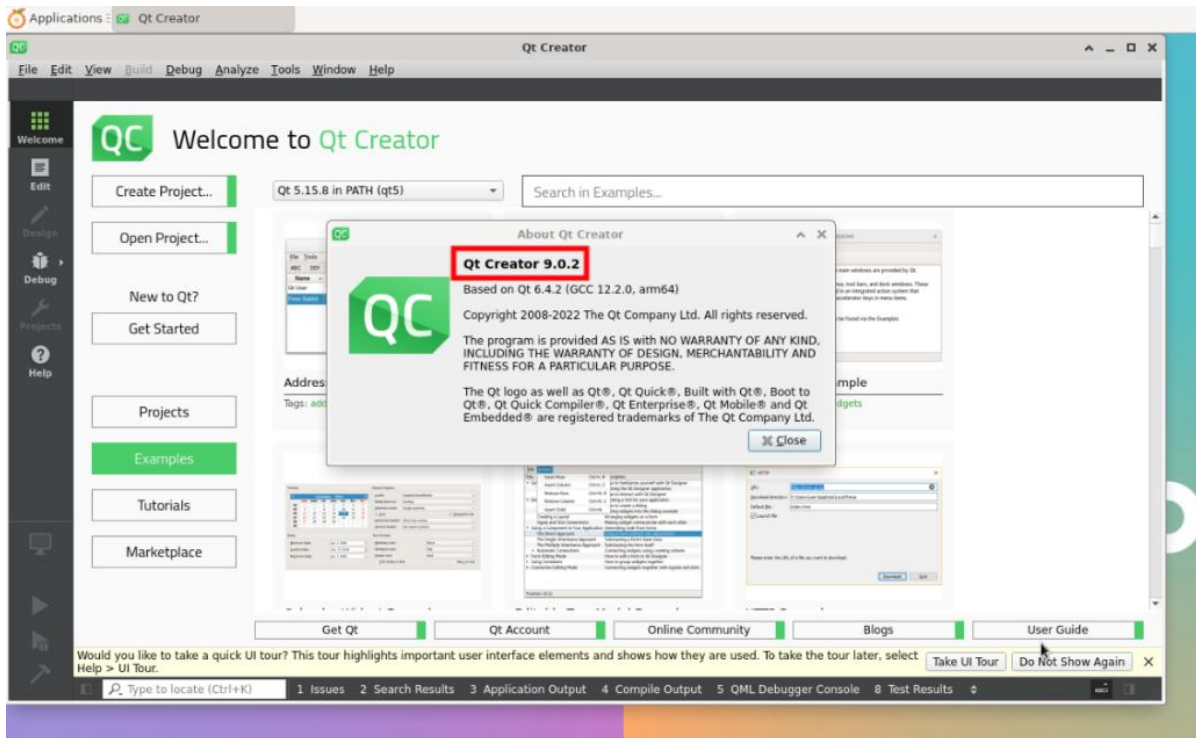 Applications
Qt Creator
Qt Creator
File Edit View Build Debug Analyze Tools Window Help
Welcome
Edit
Design
Debug
Projects
Help
QC
Welcome to Qt Creator
Create Project...
Qt 5.15.8 in PATH (qt5)
Search in Examples...
Open Project...
New to Qt?
Get Started
Projects
Examples
Tutorials
Marketplace
About Qt Creator
QC
Qt Creator 9.0.2
Based on Qt 6.4.2 (GCC 12.2.0, arm64)
Copyright 2008-2022 The Qt Company Ltd. All rights reserved.
The program is provided AS IS with NO WARRANTY OF ANY KIND,
INCLUDING THE WARRANTY OF DESIGN, MERCHANTABILITY AND
FITNESS FOR A PARTICULAR PURPOSE.
The Qt logo as well as Qt®, Qt Quick®, Built with Qt®, Boot to
Qt®, Qt Quick Compiler®, Qt Enterprise®, Qt Mobile® and Qt
Embedded® are registered trademarks of The Qt Company Ltd.
Close
Addres
Tags: add
mple
dgets
Get Qt
Qt Account
Online Community
Blogs
User Guide
Would you like to take a quick UI tour? This tour highlights important user interface elements and shows how they are used. To take the tour later, select
Help > UI Tour.
Take UI Tour
Do Not Show Again
Type to locate (Ctrl+K)
1 Issues 2 Search Results 3 Application Output 4 Compile Output 5 QML Debugger Console 8 Test Results